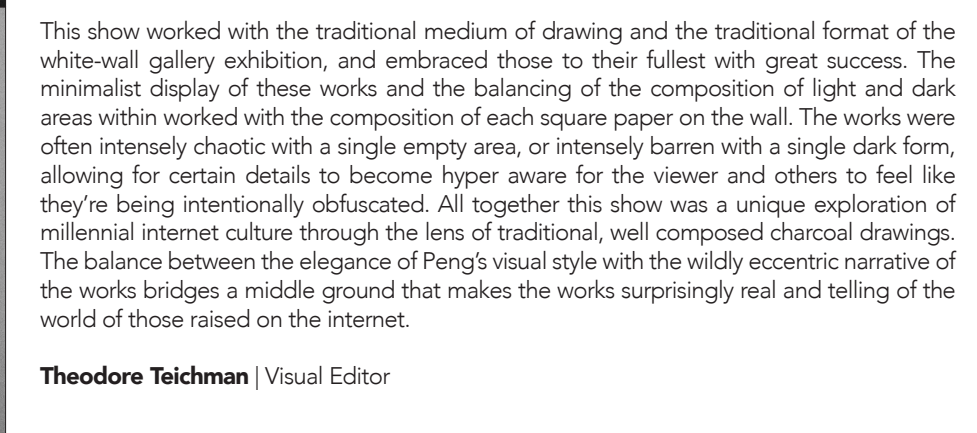 This show worked with the traditional medium of drawing and the traditional format of the
white-wall gallery exhibition, and embraced those to their fullest with great success. The
minimalist display of these works and the balancing of the composition of light and dark
areas within worked with the composition of each square paper on the wall. The works were
often intensely chaotic with a single empty area, or intensely barren with a single dark form,
allowing for certain details to become hyper aware for the viewer and others to feel like
they're being intentionally obfuscated. All together this show was a unique exploration of
millennial internet culture through the lens of traditional, well composed charcoal drawings.
The balance between the elegance of Peng's visual style with the wildly eccentric narrative of
the works bridges a middle ground that makes the works surprisingly real and telling of the
world of those raised on the internet.
Theodore Teichman | Visual Editor